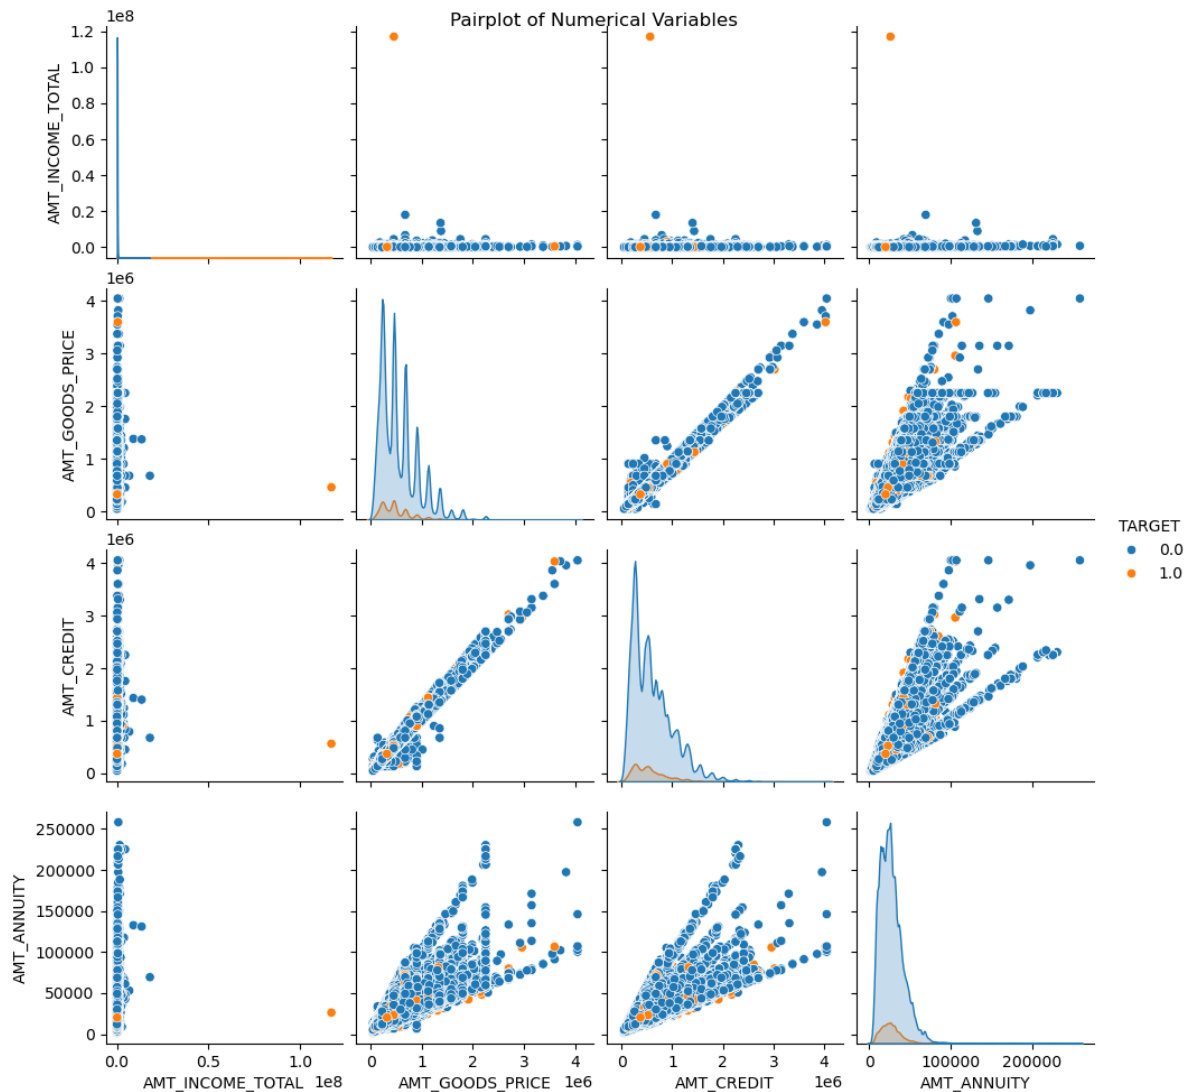 Pairplot of Numerical Variables
1e8
1.2
1.0
0.8
0.6
0.4
0.2
0.0
AMT_INCOME_TOTAL
1e6
4
3
2
1
0
AMT_GOODS_PRICE
1e6
4
3
2
1
0
AMT_CREDIT
TARGET
0.0
1.0
250000
200000
150000
100000
50000
0
AMT_ANNUITY
0.0 0.5 1.0
AMT_INCOME_TOTAL 1e8
0 1 2 3 4
AMT_GOODS_PRICE 1e6
0 1 2 3 4
AMT_CREDIT 1e6
0 100000 200000
AMT_ANNUITY